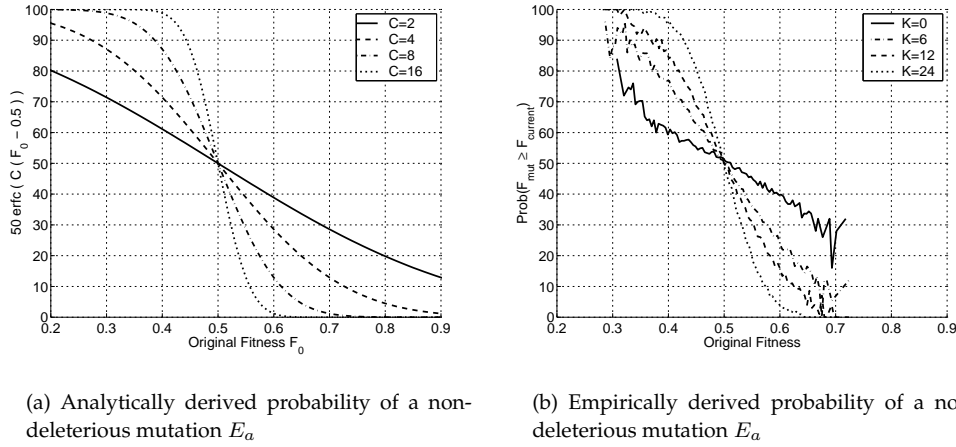 100
90
80
70
60
50
40
30
20
10
0
50 erfc ( C ( F0 − 0.5 ) )
0.2 0.3 0.4 0.5 0.6 0.7 0.8 0.9
Original Fitness F0
C=2
C=4
C=8
C=16
100
90
80
70
60
50
40
30
20
10
0
Prob(Fmut ≥ Fcurrent)
0.2 0.3 0.4 0.5 0.6 0.7 0.8 0.9
Original Fitness
K=0
K=6
K=12
K=24
(a) Analytically derived probability of a non-
deleterious mutation Ea
(b) Empirically derived probability of a no
deleterious mutation Ea